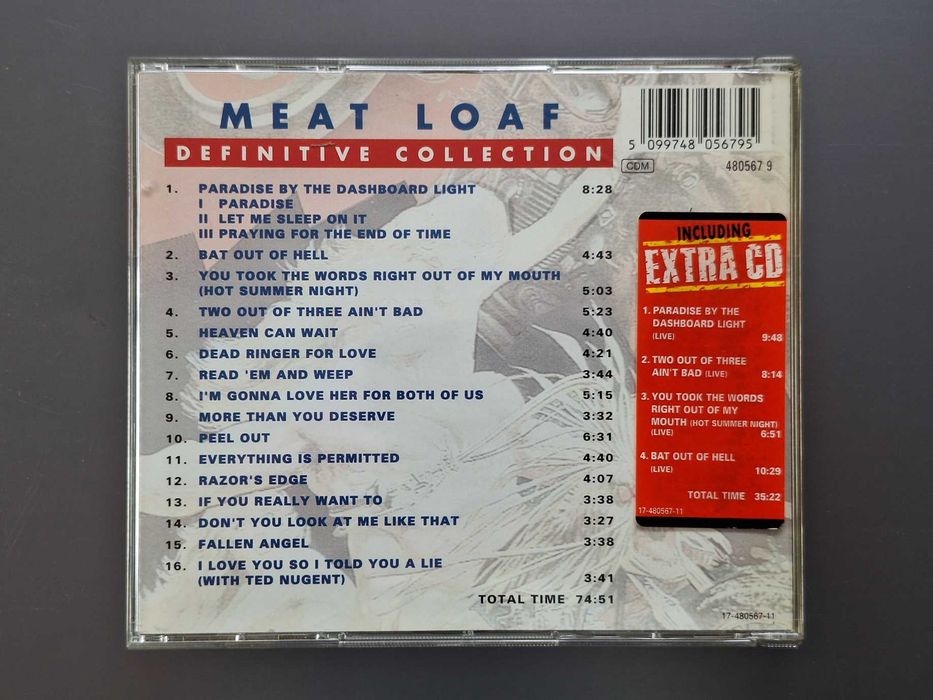 MEAT LOAF
DEFINITIVE COLLECTION
1. PARADISE BY THE DASHBOARD LIGHT 8:28
I PARADISE
II LET ME SLEEP ON IT
III PRAYING FOR THE END OF TIME
2. BAT OUT OF HELL 4:43
3. YOU TOOK THE WORDS RIGHT OUT OF MY MOUTH
(HOT SUMMER NIGHT) 5:03
4. TWO OUT OF THREE AIN'T BAD 5:23
5. HEAVEN CAN WAIT 4:40
6. DEAD RINGER FOR LOVE 4:21
7. READ 'EM AND WEEP 3:44
8. I'M GONNA LOVE HER FOR BOTH OF US 5:15
9. MORE THAN YOU DESERVE 3:32
10. PEEL OUT 6:31
11. EVERYTHING IS PERMITTED 4:40
12. RAZOR'S EDGE 4:07
13. IF YOU REALLY WANT TO 3:38
14. DON'T YOU LOOK AT ME LIKE THAT 3:27
15. FALLEN ANGEL 3:38
16. I LOVE YOU SO I TOLD YOU A LIE
(WITH TED NUGENT) 3:41
TOTAL TIME 74:51
5 099748 056795
CDM 480567 9
INCLUDING
EXTRA CD
1. PARADISE BY THE
DASHBOARD LIGHT
(LIVE) 9:48
2. TWO OUT OF THREE
AIN'T BAD (LIVE) 8:14
3. YOU TOOK THE WORDS
RIGHT OUT OF MY
MOUTH (HOT SUMMER NIGHT)
(LIVE) 6:51
4. BAT OUT OF HELL
(LIVE) 10:29
TOTAL TIME 35:22
17-480567-11
17-480567-11